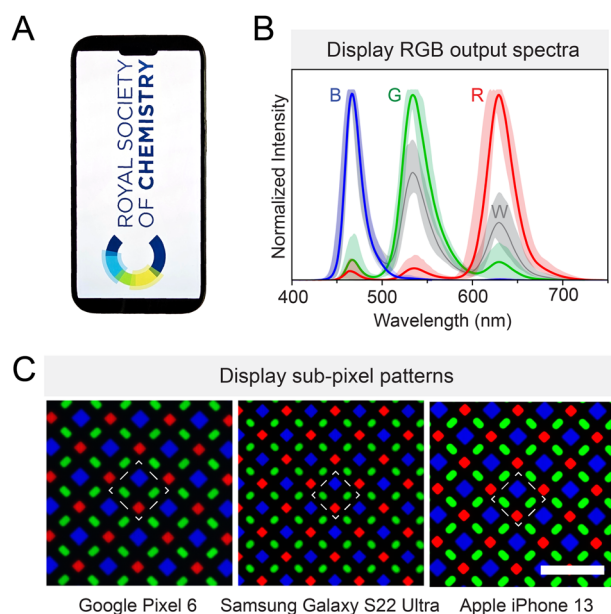 A
ROYAL SOCIETY
OF CHEMISTRY
B
Display RGB output spectra
Normalized Intensity
B
G
R
W
400
500
600
700
Wavelength (nm)
C
Display sub-pixel patterns
Google Pixel 6
Samsung Galaxy S22 Ultra
Apple iPhone 13